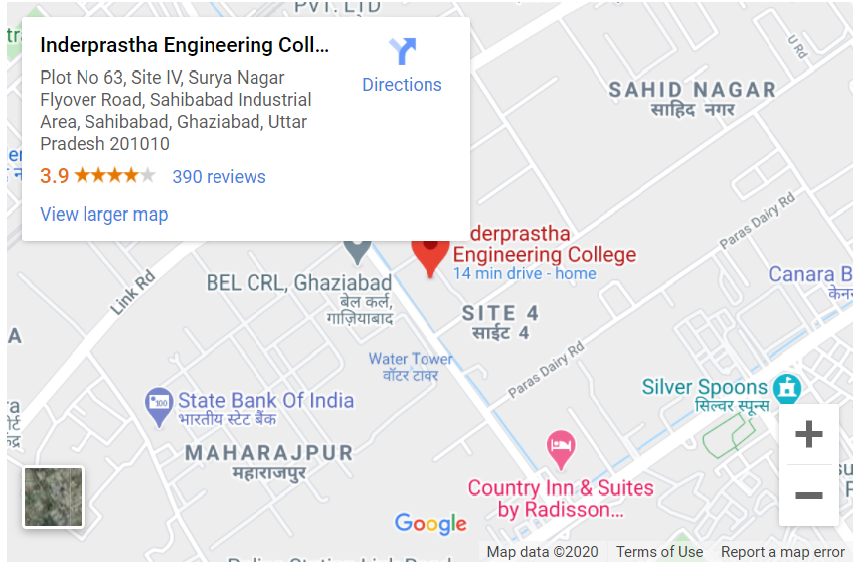 PVT. LTD
Inderprastha Engineering Coll...
Directions
Plot No 63, Site IV, Surya Nagar
Flyover Road, Sahibabad Industrial
Area, Sahibabad, Ghaziabad, Uttar
Pradesh 201010
3.9
390 reviews
View larger map
U Rd
SAHID NAGAR
साहिद नगर
Paras Dairy Rd
derprastha
Engineering College
14 min drive - home
BEL CRL, Ghaziabad
बेल कर्ल,
गाज़ियाबाद
Link Rd
Canara B
SITE 4
साईट 4
Water Tower
वॉटर टावर
Paras Dairy Rd
State Bank Of India
भारतीय स्टेट बैंक
Silver Spoons
सिल्वर स्पून्स
MAHARAJPUR
महाराजपुर
Country Inn & Suites
by Radisson...
Google
Map data ©2020 Terms of Use Report a map error